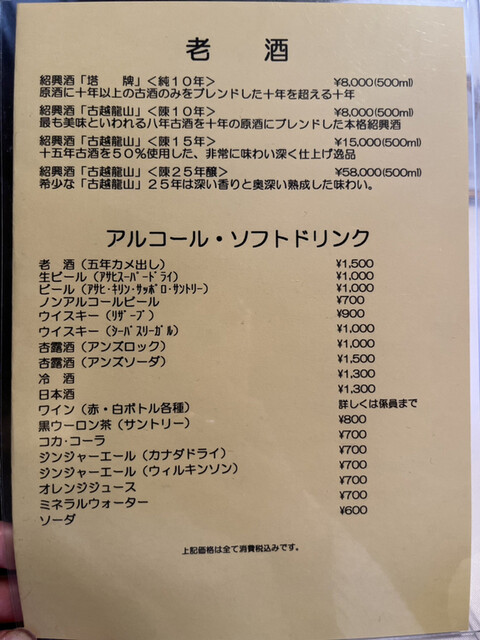 老 酒
紹興酒「塔 牌」<純10年> ¥8,000(500ml)
原酒に十年以上の古酒のみをブレンドした十年を超える十年
紹興酒「古越龍山」<陳10年> ¥8,000(500ml)
最も美味といわれる八年古酒を十年の原酒にブレンドした本格紹興酒
紹興酒「古越龍山」<陳15年> ¥15,000(500ml)
十五年古酒を50%使用した、非常に味わい深く仕上げ逸品
紹興酒「古越龍山」<陳25年醸> ¥58,000(500ml)
希少な「古越龍山」25年は深い香りと奥深い熟成した味わい。
アルコール・ソフトドリンク
老 酒(五年カメ出し) ¥1,500
生ビール(ｱｻﾋｽｰﾊﾟｰﾄﾞﾗｲ) ¥1,000
ビール(ｱｻﾋ・ｷﾘﾝ・ｻｯﾎﾟﾛ・ｻﾝﾄﾘｰ) ¥1,000
ノンアルコールビール ¥700
ウイスキー(ﾘｻﾞｰﾌﾞ) ¥900
ウイスキー(ｼｰﾊﾞｽﾘｰｶﾞﾙ) ¥1,000
杏露酒(アンズロック) ¥1,000
杏露酒(アンズソーダ) ¥1,500
冷 酒 ¥1,300
日本酒 ¥1,300
ワイン(赤・白ボトル各種) 詳しくは係員まで
黒ウーロン茶(サントリー) ¥800
コカ・コーラ ¥700
ジンジャーエール(カナダドライ) ¥700
ジンジャーエール(ウィルキンソン) ¥700
オレンジジュース ¥700
ミネラルウォーター ¥700
ソーダ ¥600
上記価格は全て消費税込みです。